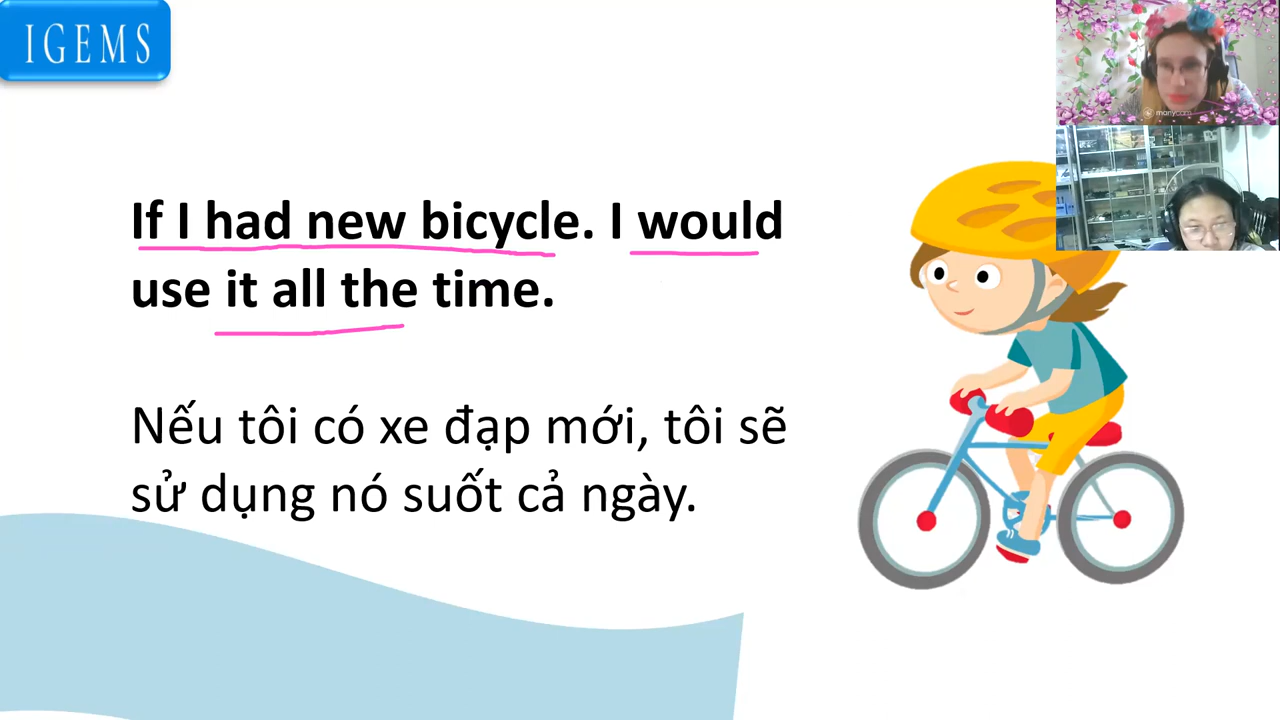 IGEMS
If I had new bicycle. I would
use it all the time.
Nếu tôi có xe đạp mới, tôi sẽ
sử dụng nó suốt cả ngày.
manycam